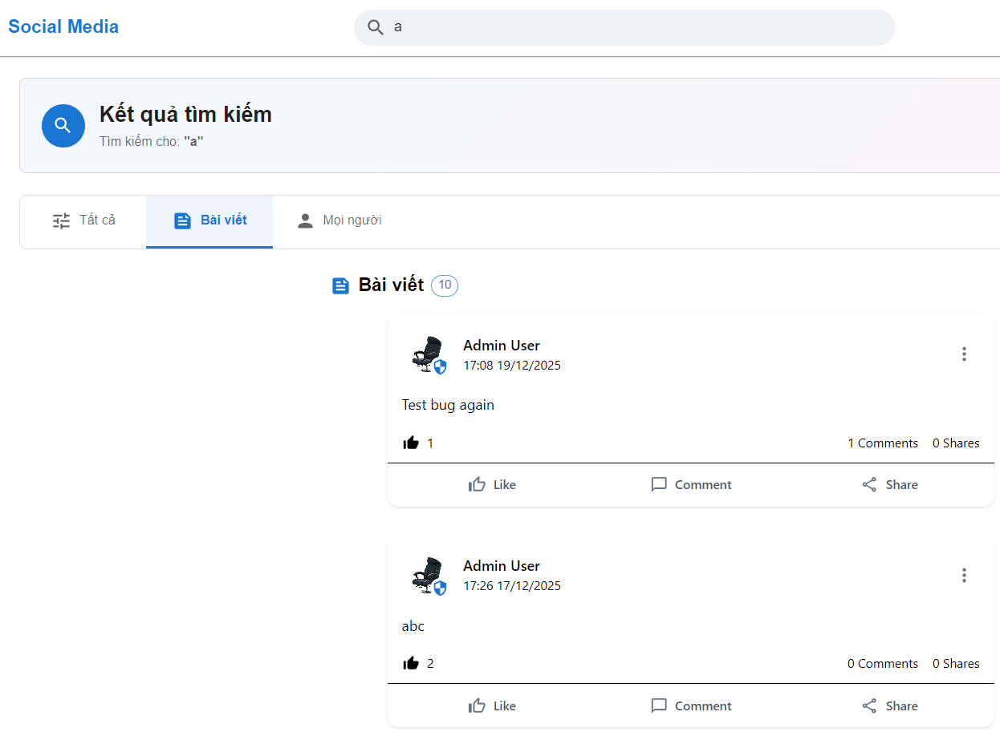 Social Media
a
Kết quả tìm kiếm
Tìm kiếm cho: "a"
Tất cả
Bài viết
Mọi người
Bài viết 10
Admin User
17:08 19/12/2025
Test bug again
1
1 Comments 0 Shares
Like Comment Share
Admin User
17:26 17/12/2025
abc
2
0 Comments 0 Shares
Like Comment Share